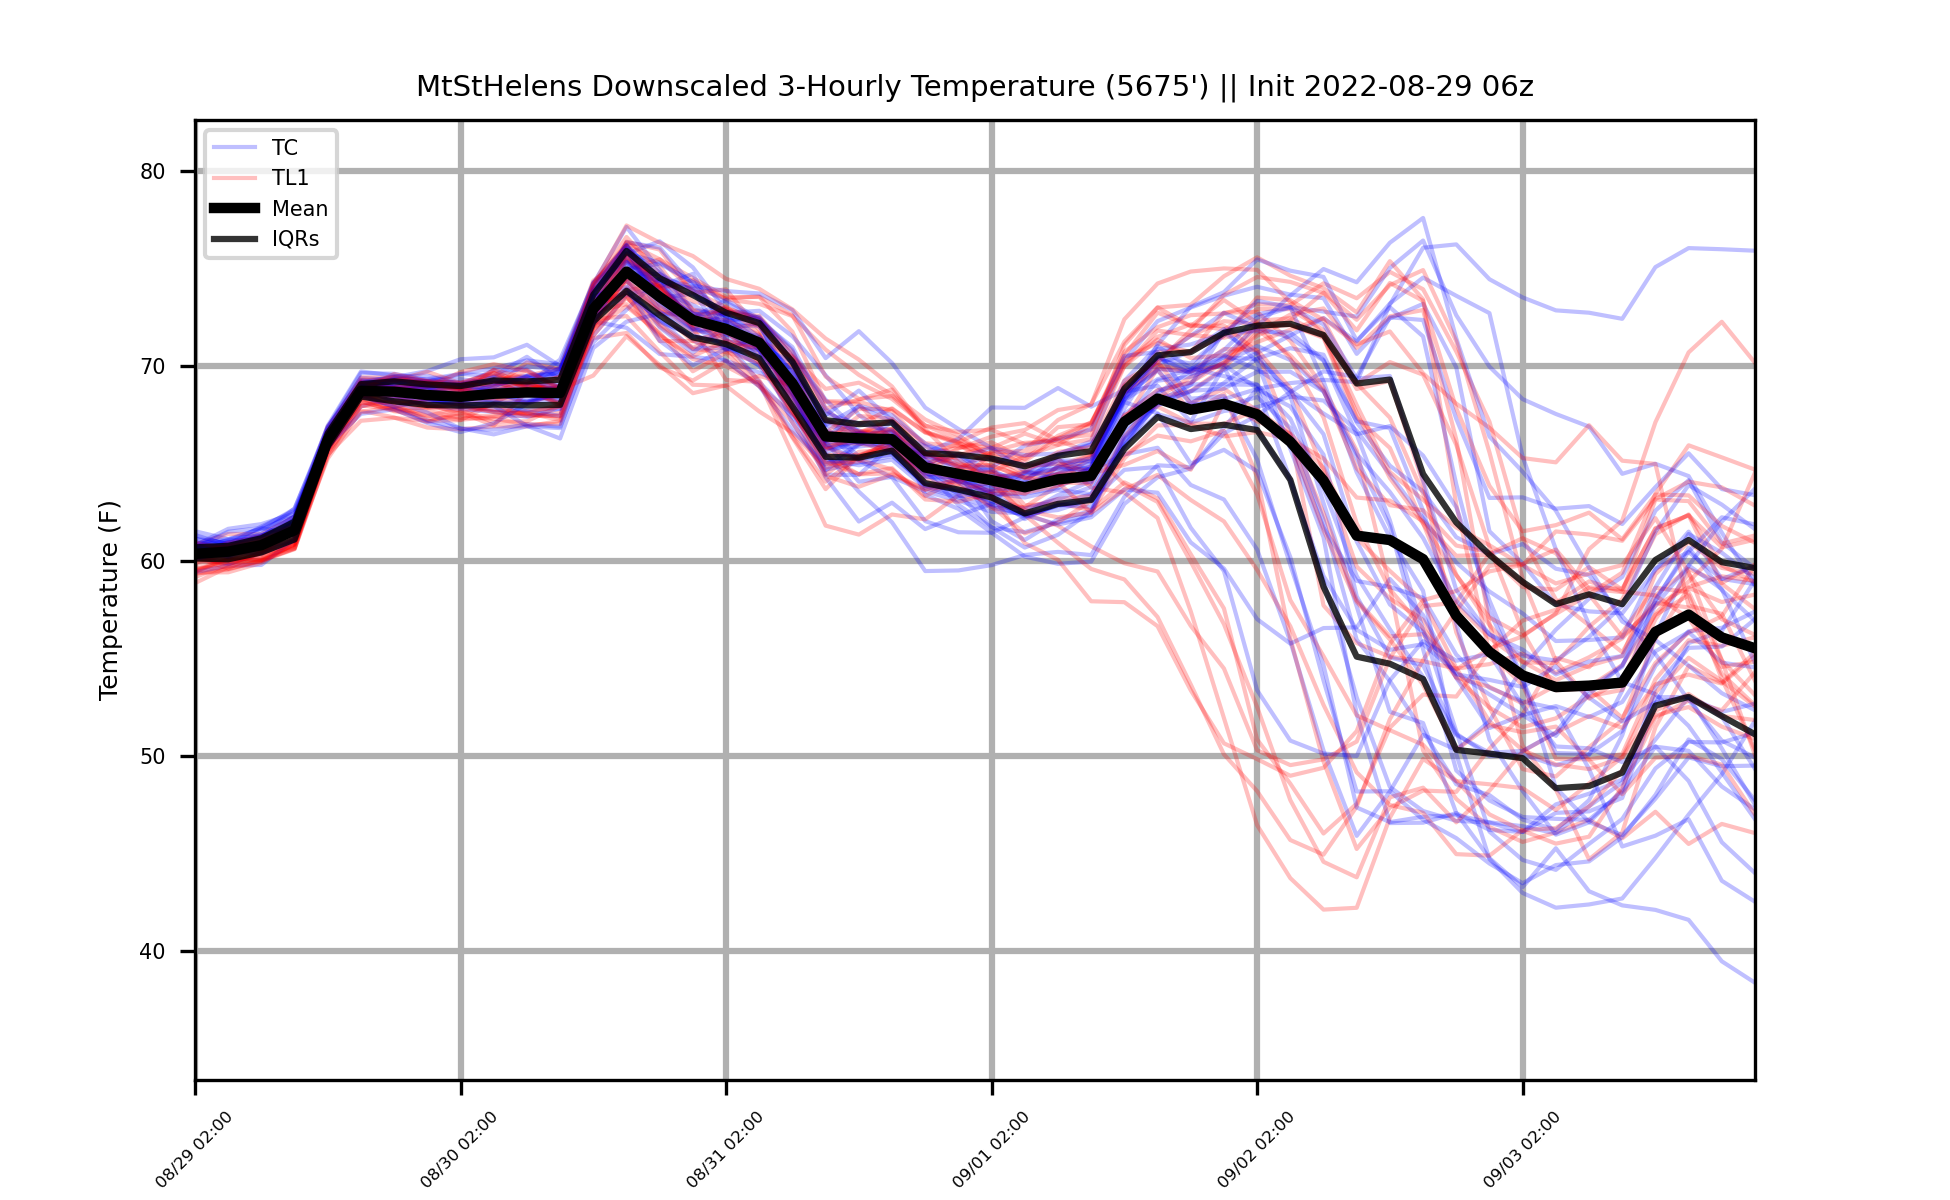 MtStHelens Downscaled 3-Hourly Temperature (5675') || Init 2022-08-29 06z
TC
TL1
Mean
IQRs
80
70
60
50
40
Temperature (F)
08/29 02:00
08/30 02:00
08/31 02:00
09/01 02:00
09/02 02:00
09/03 02:00